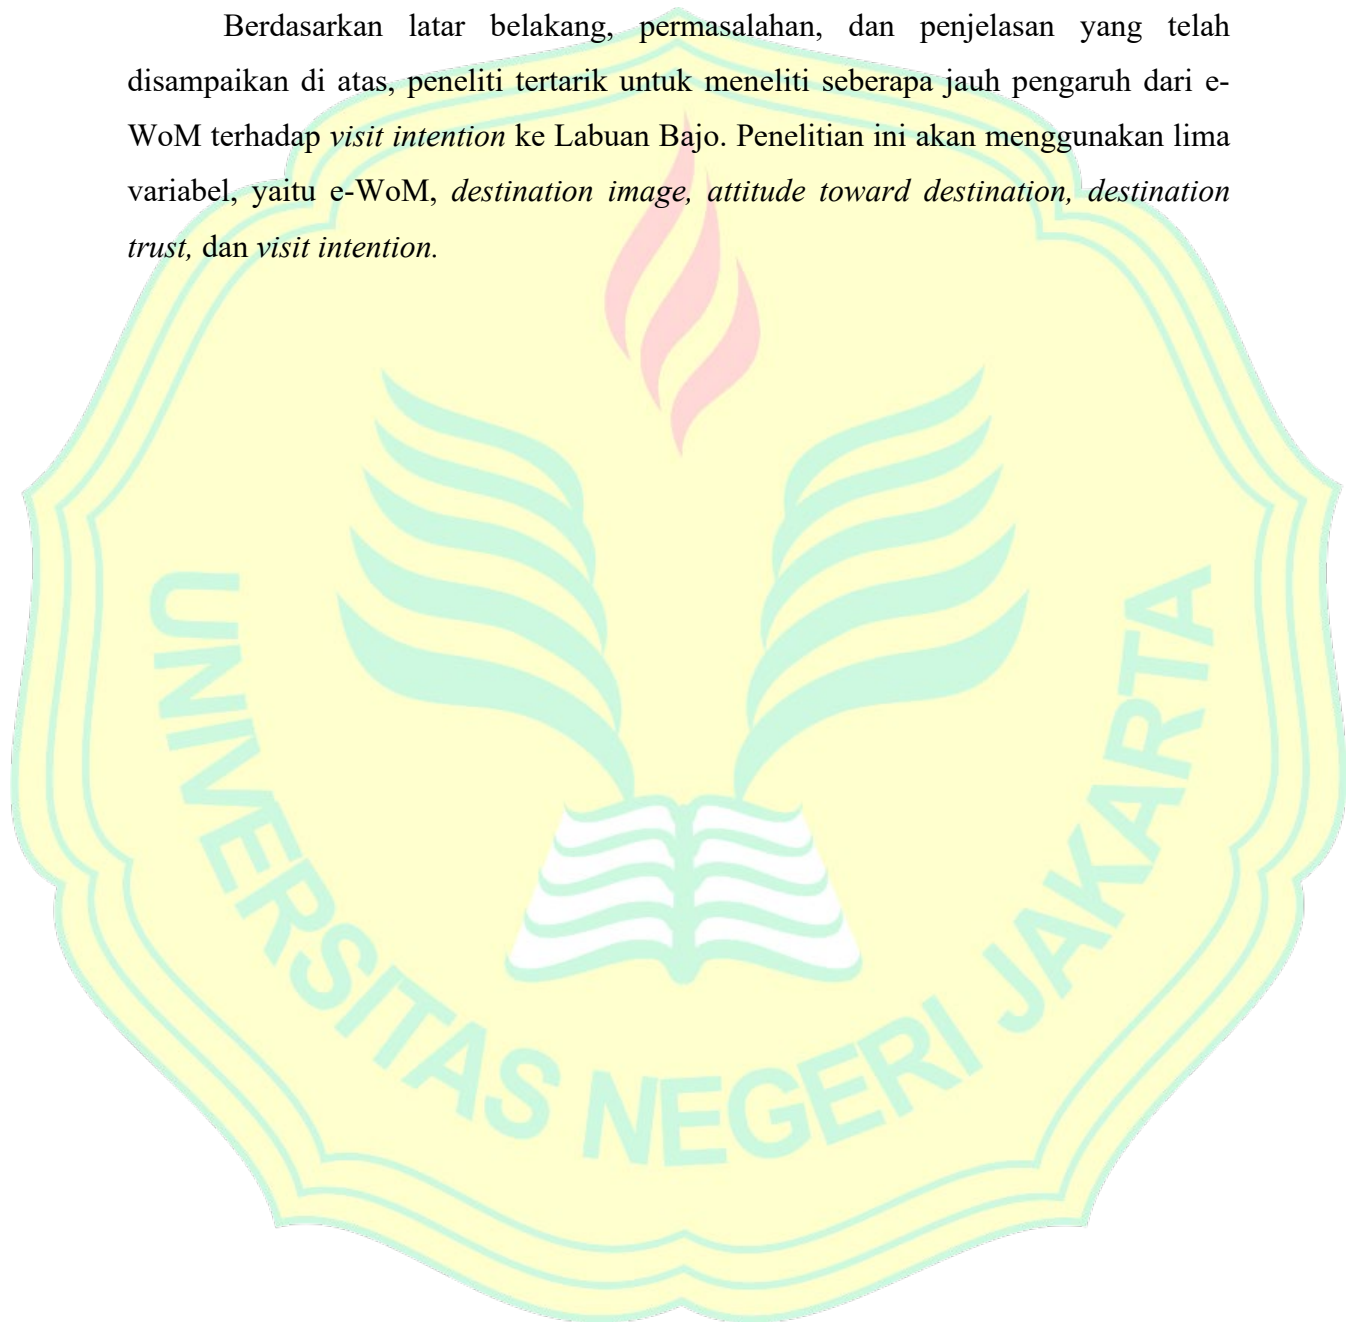 Berdasarkan latar belakang, permasalahan, dan penjelasan yang telah
disampaikan di atas, peneliti tertarik untuk meneliti seberapa jauh pengaruh dari e-
WoM terhadap visit intention ke Labuan Bajo. Penelitian ini akan menggunakan lima
variabel, yaitu e-WoM, destination image, attitude toward destination, destination
trust, dan visit intention.
UNIVERSITAS NEGERI JAKARTA